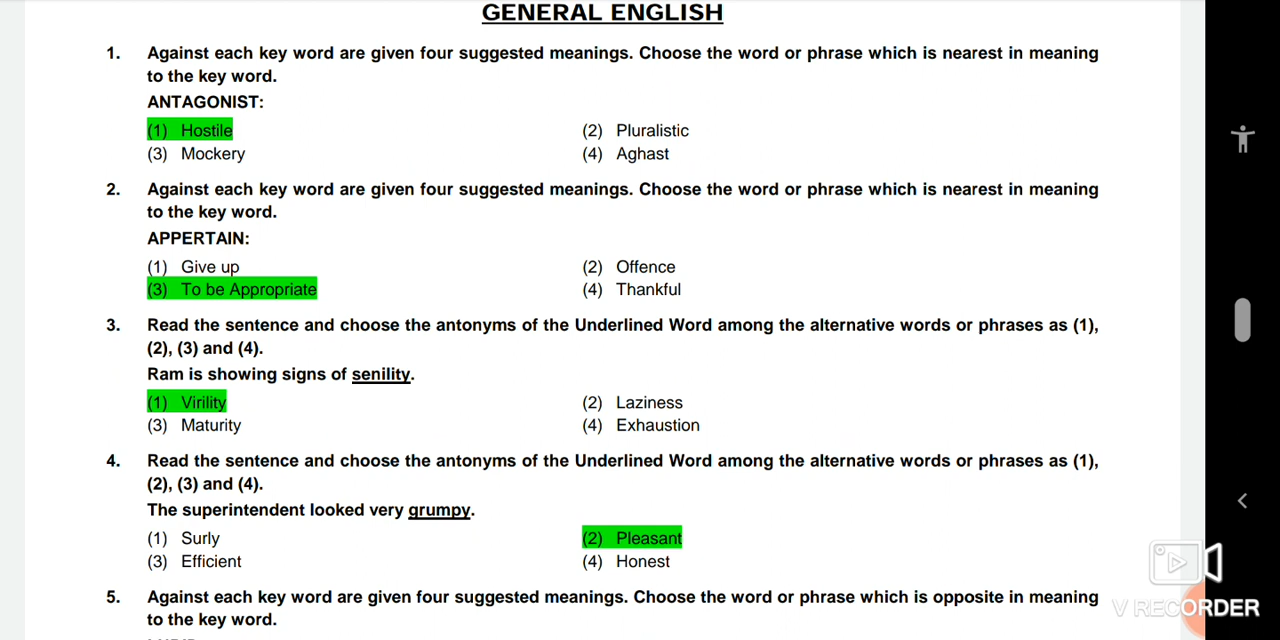 GENERAL ENGLISH
1. Against each key word are given four suggested meanings. Choose the word or phrase which is nearest in meaning
to the key word.
ANTAGONIST:
(1) Hostile (2) Pluralistic
(3) Mockery (4) Aghast
2. Against each key word are given four suggested meanings. Choose the word or phrase which is nearest in meaning
to the key word.
APPERTAIN:
(1) Give up (2) Offence
(3) To be Appropriate (4) Thankful
3. Read the sentence and choose the antonyms of the Underlined Word among the alternative words or phrases as (1),
(2), (3) and (4).
Ram is showing signs of senility.
(1) Virility (2) Laziness
(3) Maturity (4) Exhaustion
4. Read the sentence and choose the antonyms of the Underlined Word among the alternative words or phrases as (1),
(2), (3) and (4).
The superintendent looked very grumpy.
(1) Surly (2) Pleasant
(3) Efficient (4) Honest
5. Against each key word are given four suggested meanings. Choose the word or phrase which is opposite in meaning
to the key word.
V RECORDER